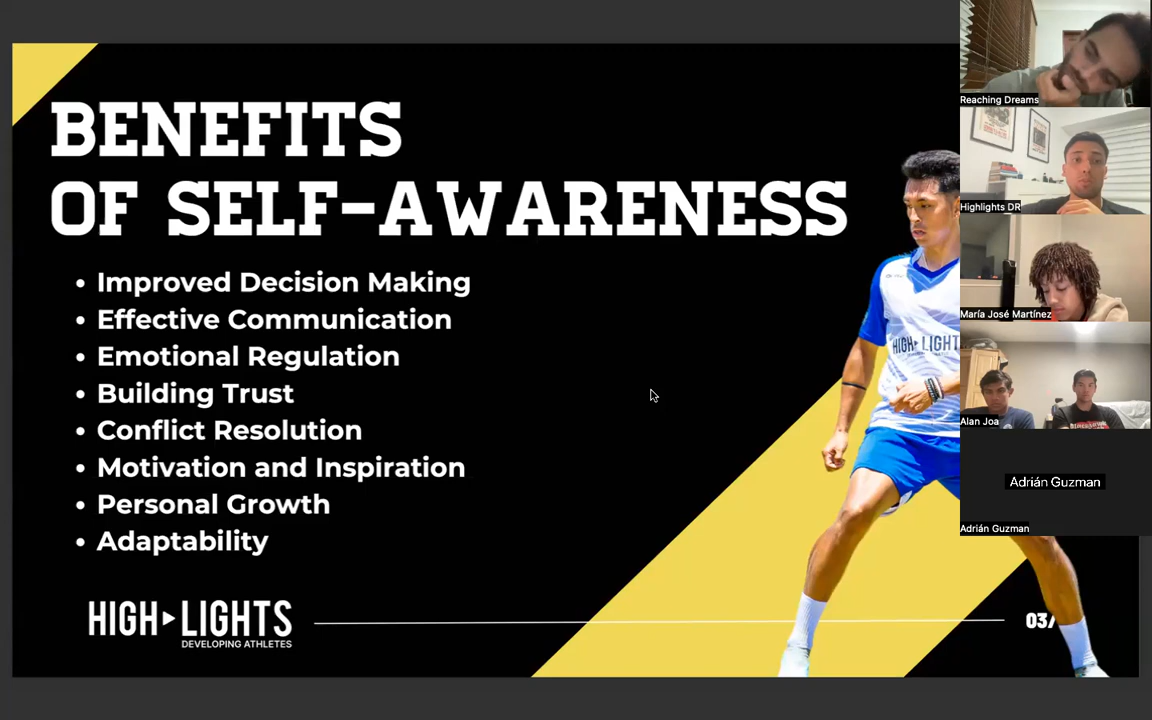 BENEFITS
OF SELF-AWARENESS
• Improved Decision Making
• Effective Communication
• Emotional Regulation
• Building Trust
• Conflict Resolution
• Motivation and Inspiration
• Personal Growth
• Adaptability
HIGH LIGHTS
DEVELOPING ATHLETES
03/
HIGH LIGHT
Reaching Dreams
Highlights DR
María José Martínez
Alan Joa
Adrián Guzman
Adrián Guzman